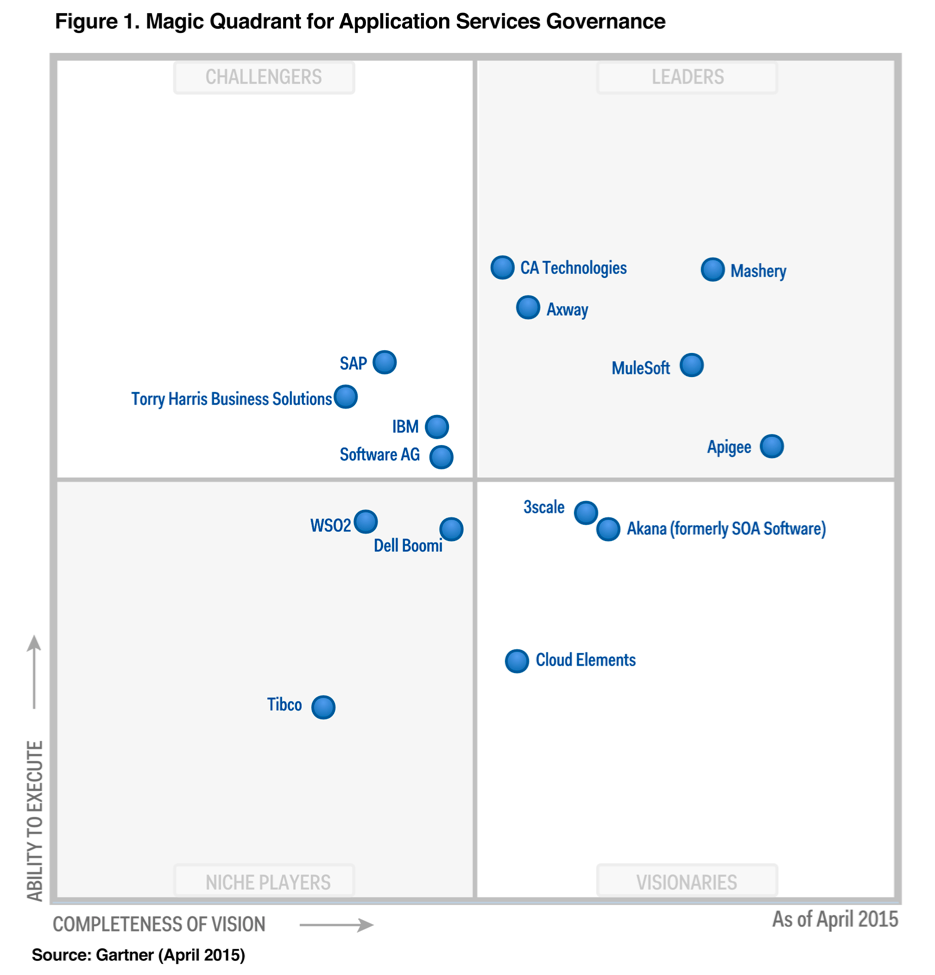 Figure 1. Magic Quadrant for Application Services Governance
CHALLENGERS
LEADERS
CA Technologies
Mashery
Axway
SAP
MuleSoft
Torry Harris Business Solutions
IBM
Software AG
Apigee
3scale
WSO2
Akana (formerly SOA Software)
Dell Boomi
Cloud Elements
Tibco
ABILITY TO EXECUTE
NICHE PLAYERS
VISIONARIES
COMPLETENESS OF VISION
As of April 2015
Source: Gartner (April 2015)